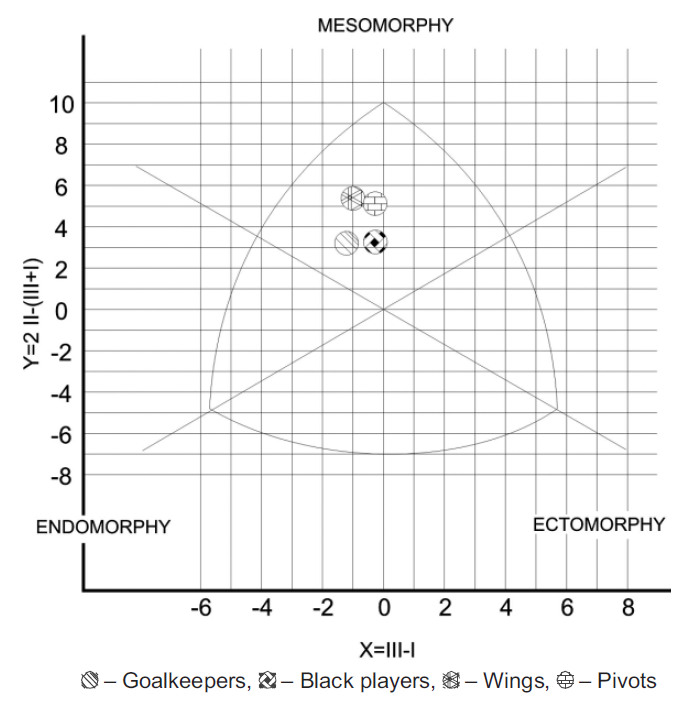 MESOMORPHY
10
8
6
4
2
0
-2
-4
-6
-8
Y=2 II-(III+I)
ENDOMORPHY
ECTOMORPHY
-6 -4 -2 0 2 4 6 8
X=III-I
– Goalkeepers, – Black players, – Wings, – Pivots